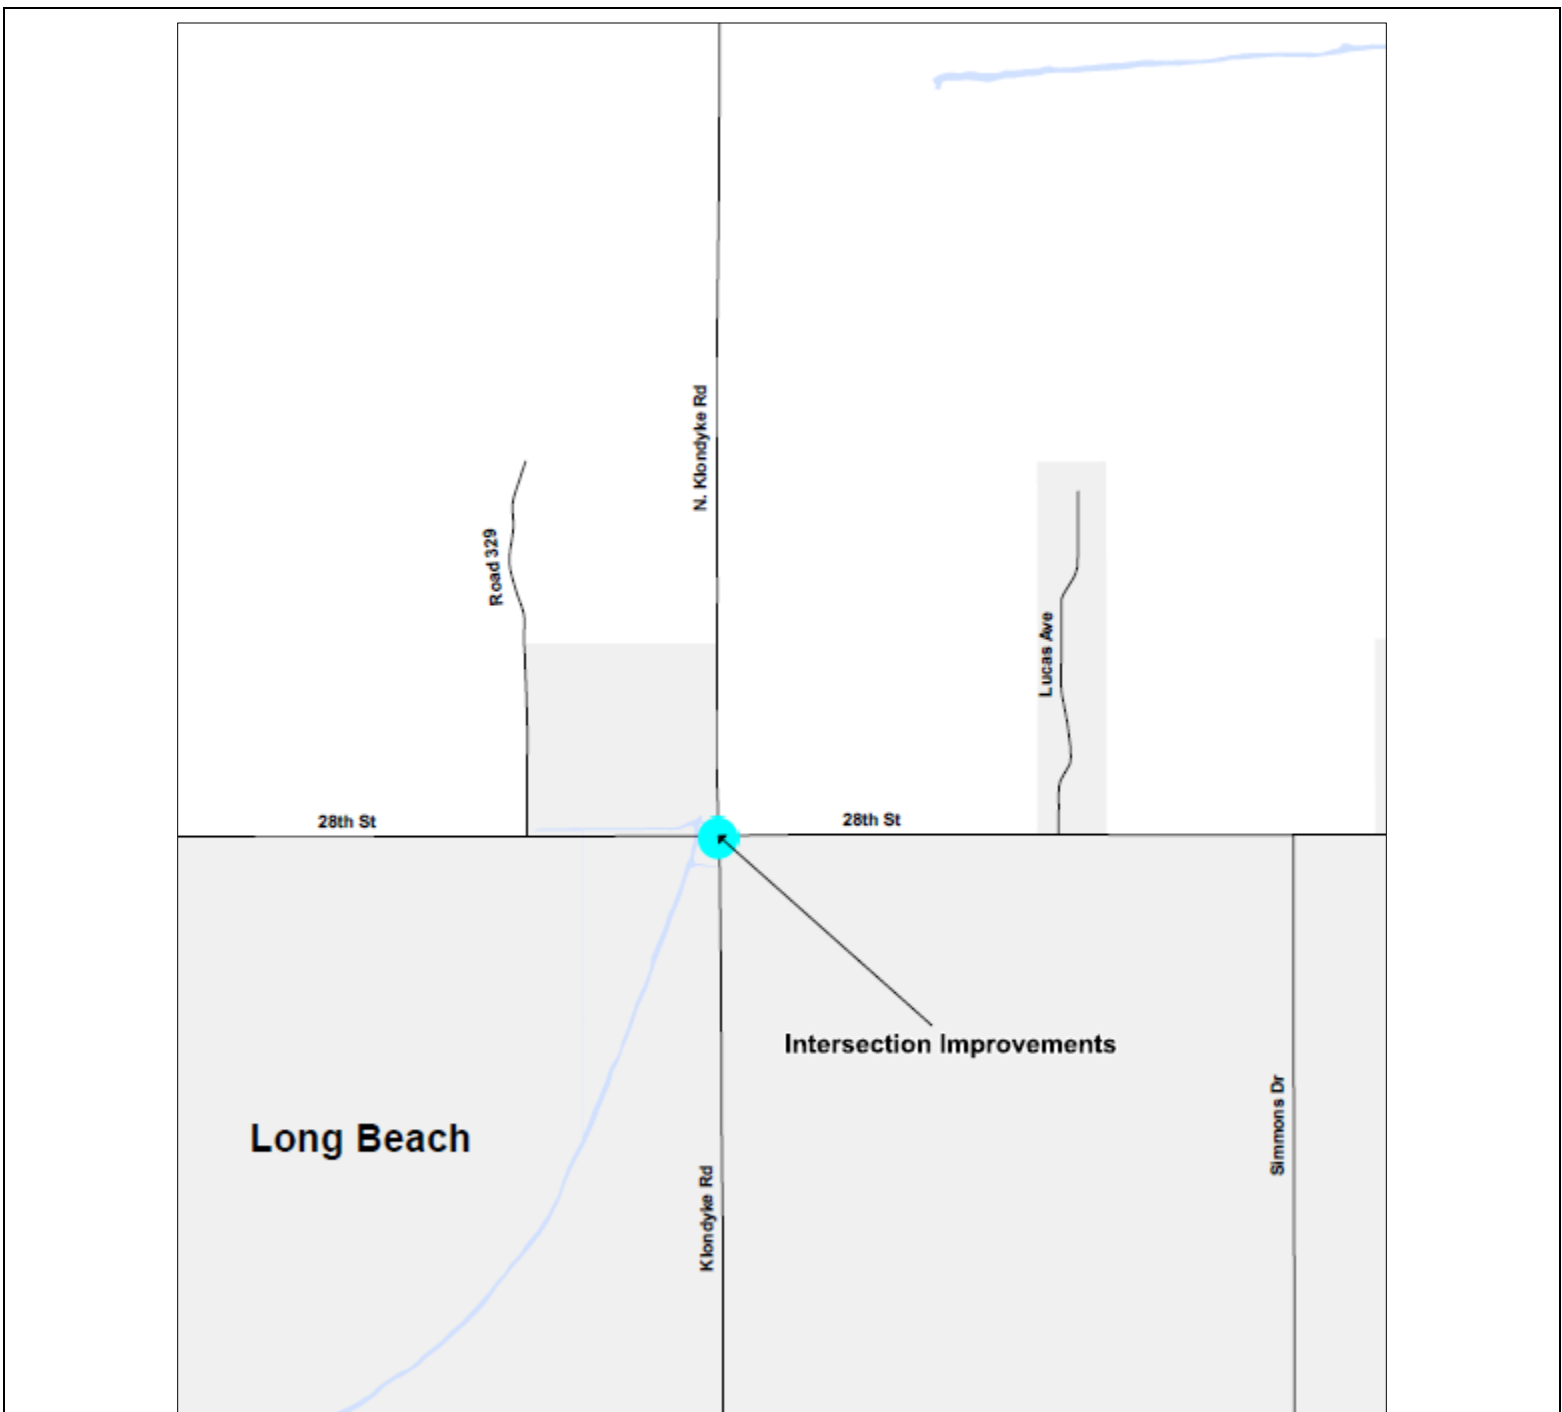 N. Klondyke Rd
Road 329
Lucas Ave
28th St
28th St
Intersection Improvements
Long Beach
Simmons Dr
Klondyke Rd